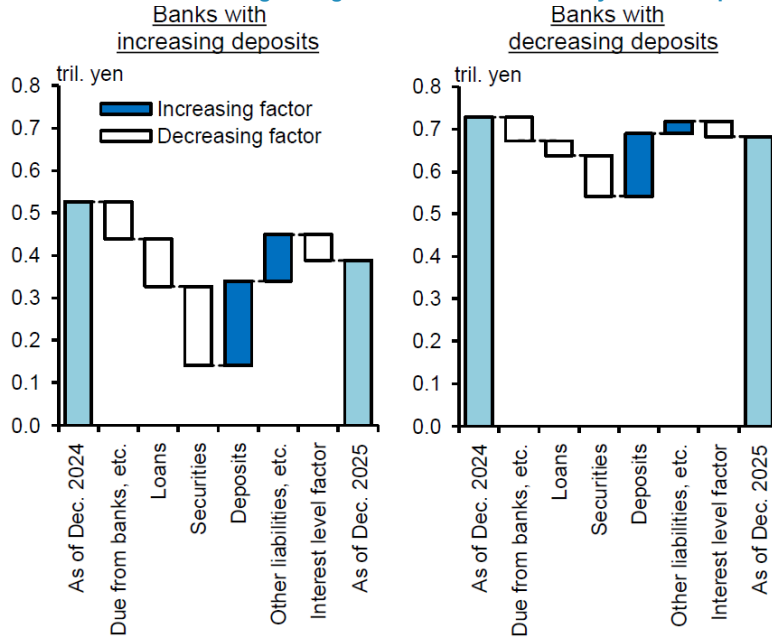 Banks with
increasing deposits
tril. yen
0.8
0.7
0.6
0.5
0.4
0.3
0.2
0.1
0.0
Increasing factor
Decreasing factor
As of Dec. 2024
Due from banks, etc.
Loans
Securities
Deposits
Other liabilities, etc.
Interest level factor
As of Dec. 2025
Banks with
decreasing deposits
tril. yen
0.8
0.7
0.6
0.5
0.4
0.3
0.2
0.1
0.0
As of Dec. 2024
Due from banks, etc.
Loans
Securities
Deposits
Other liabilities, etc.
Interest level factor
As of Dec. 2025